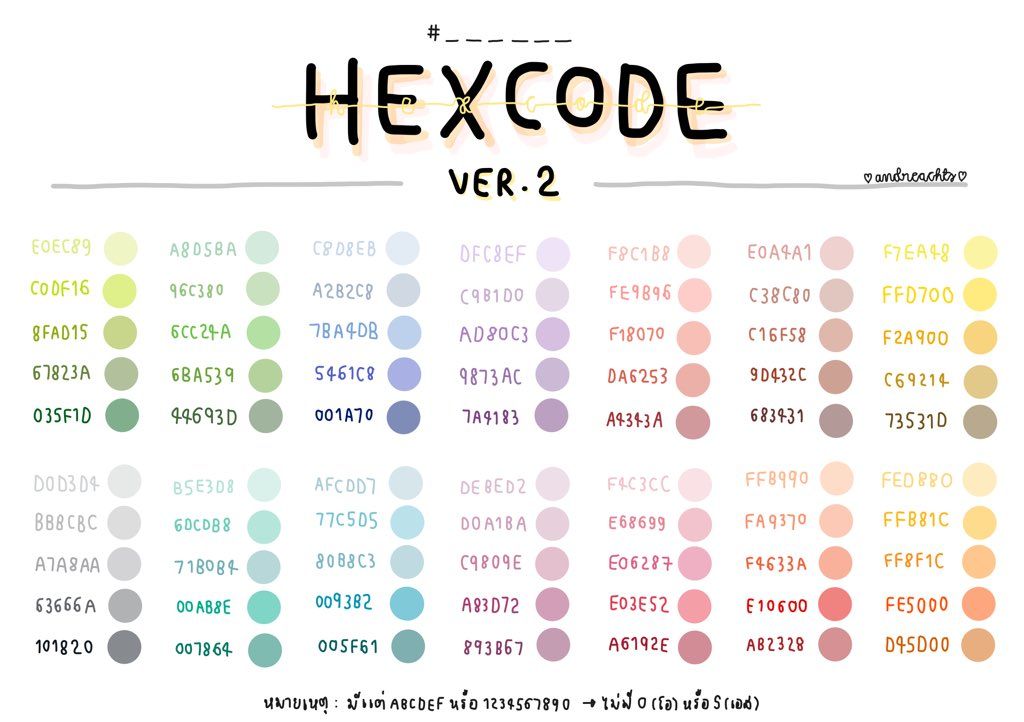 #______
HEXCODE
hexcode
VER.2
♡andreachts♡
E0EC89 A8D5BA C8D8EB DFC8EF F8C1B8 E0A4A1 F7EA48
C0DF16 96C380 A2B2C8 C9B1D0 FE9B96 C38C80 FFD700
8FAD15 6CC24A 7BA4DB AD80C3 F18070 C16F58 F2A900
67823A 6BA539 5461C8 9873AC DA6253 9D432C C69214
035F1D 44693D 001A70 7A4183 A4343A 683431 73531D
D0D3D4 B5E3D8 AFCDD7 DEBED2 F4C3CC FFB990 FED880
BBBCBC 6DCDB8 77C5D5 D0A1BA E68699 FA9370 FFB81C
A7A8AA 71B0B4 80B8C3 C9809E E06287 F4633A FF8F1C
63666A 00AB8E 009382 A83D72 E03E52 E10600 FE5000
101820 007864 005F61 893B67 A6192E AB2328 D45D00
หมายเหตุ : มีแต่ ABCDEF หรือ 1234567890 → ไม่มี O (โอ) หรือ S (เอส)